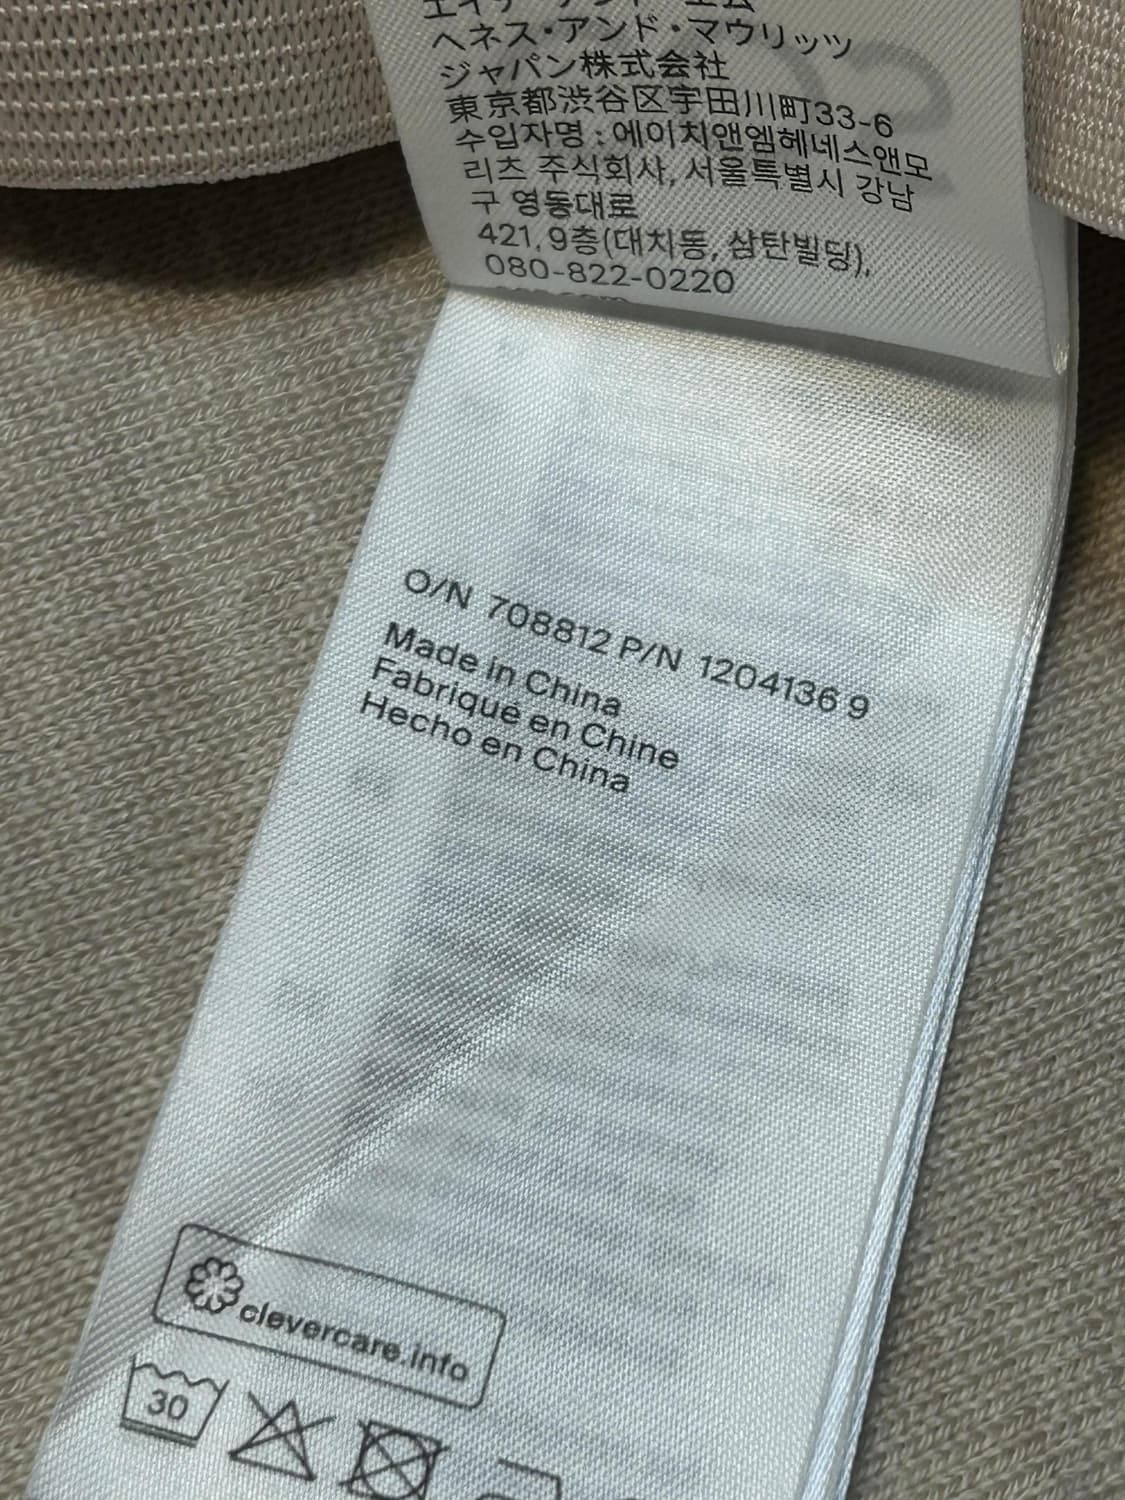 ヘネス・アンド・マウリッツ
ジャパン株式会社
東京都渋谷区宇田川町33-6
수입자명 : 에이치앤엠헤네스앤모
리츠 주식회사, 서울특별시 강남
구 영동대로
421, 9층(대치동, 삼탄빌딩),
080-822-0220
O/N 708812 P/N 1204136 9
Made in China
Fabriqué en Chine
Hecho en China
clevercare.info
30